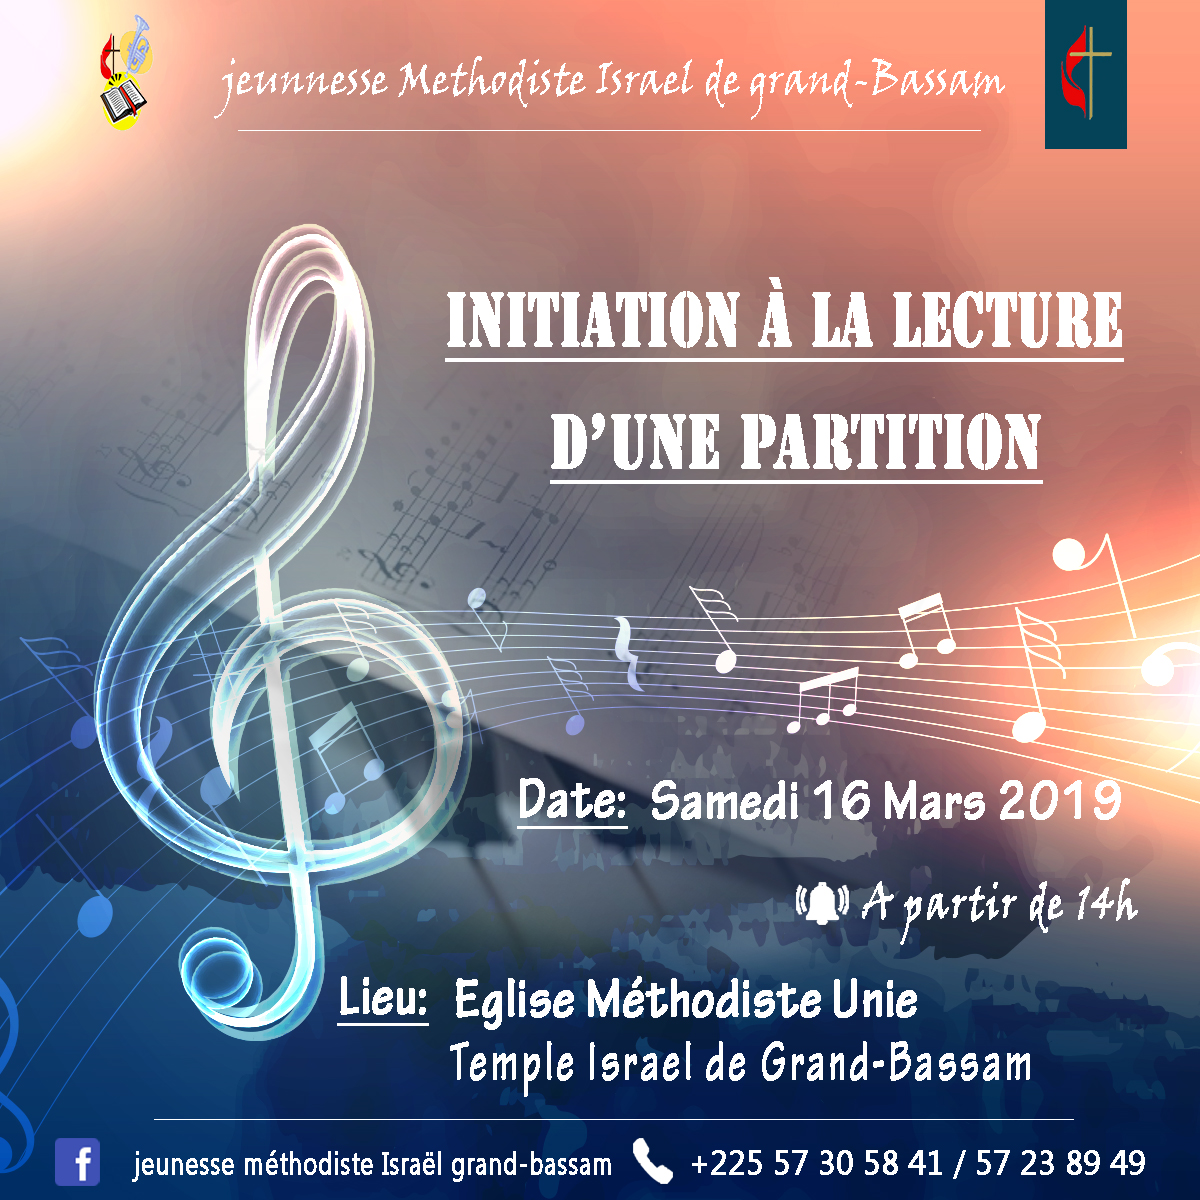 jeunnesse Methodiste Israel de grand-Bassam
INITIATION À LA LECTURE
D'UNE PARTITION
Date: Samedi 16 Mars 2019
A partir de 14h
Lieu: Eglise Méthodiste Unie
Temple Israel de Grand-Bassam
f jeunesse méthodiste Israël grand-bassam +225 57 30 58 41 / 57 23 89 49